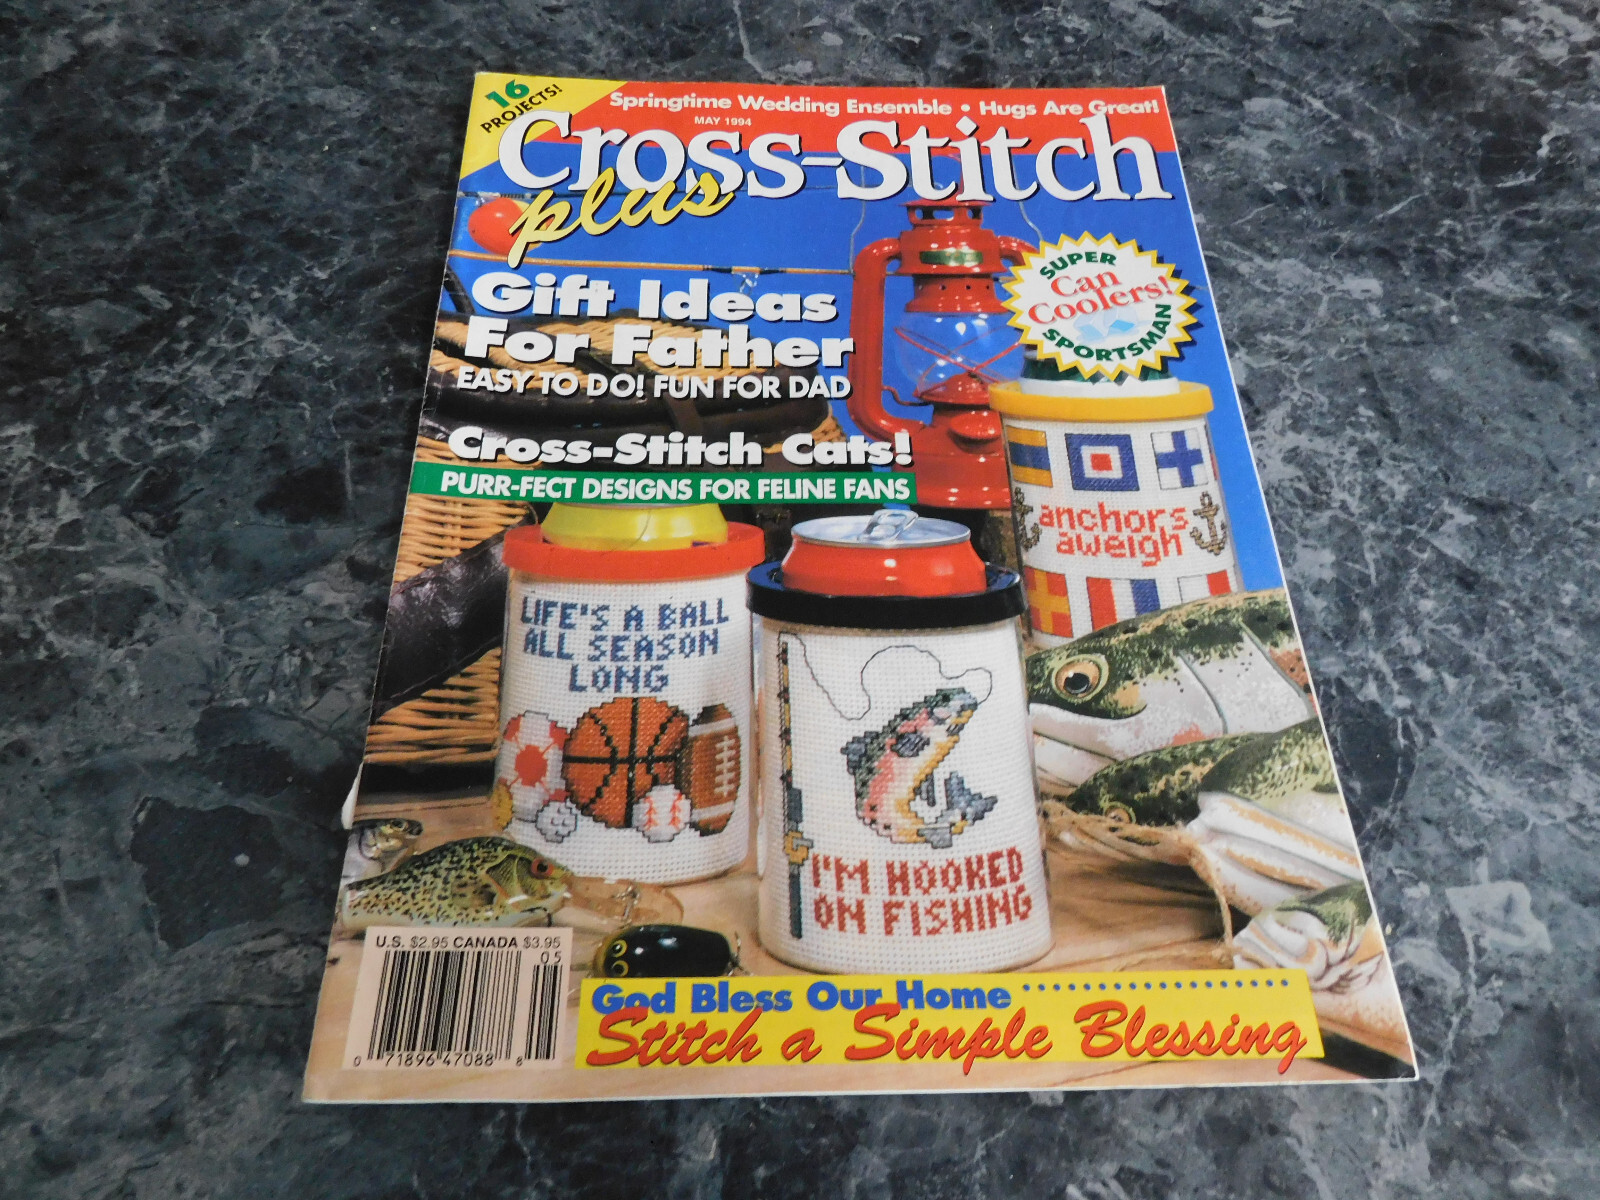 16
PROJECTS!
Springtime Wedding Ensemble • Hugs Are Great!
MAY 1994
Cross-Stitch
plus
Gift Ideas
For Father
EASY TO DO! FUN FOR DAD
SUPER
Can
Coolers!
SPORTSMAN
Cross-Stitch Cats!
PURR-FECT DESIGNS FOR FELINE FANS
anchors
aweigh
LIFE'S A BALL
ALL SEASON
LONG
I'M HOOKED
ON FISHING
U.S. $2.95 CANADA $3.95
05
0 71896 47088 8
God Bless Our Home
Stitch a Simple Blessing